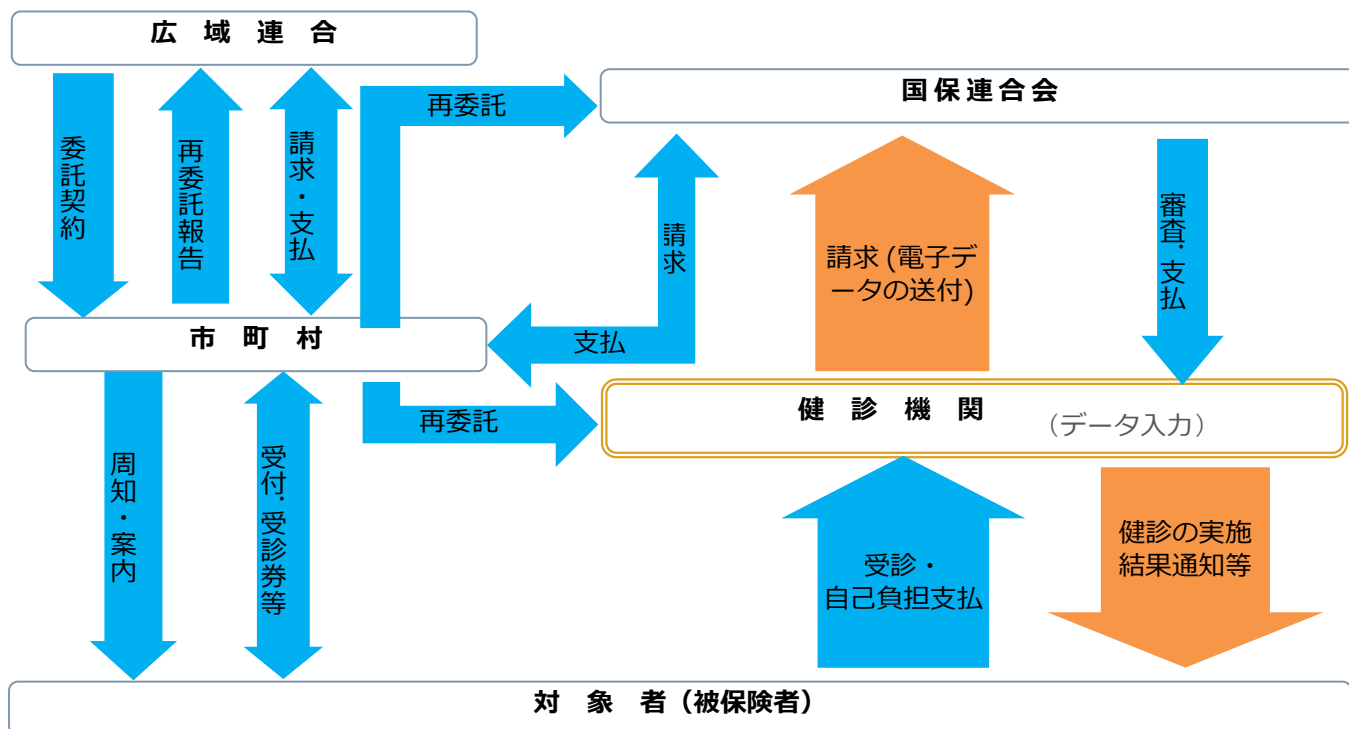 広 域 連 合
国保連合会
再委託
委託契約
再委託報告
請求・支払
請求
請求 (電子デ
ータの送付)
審査・支払
市 町 村
支払
健 診 機 関
(データ入力)
再委託
周知・案内
受付・受診券等
受診・
自己負担支払
健診の実施
結果通知等
対 象 者（被保険者）